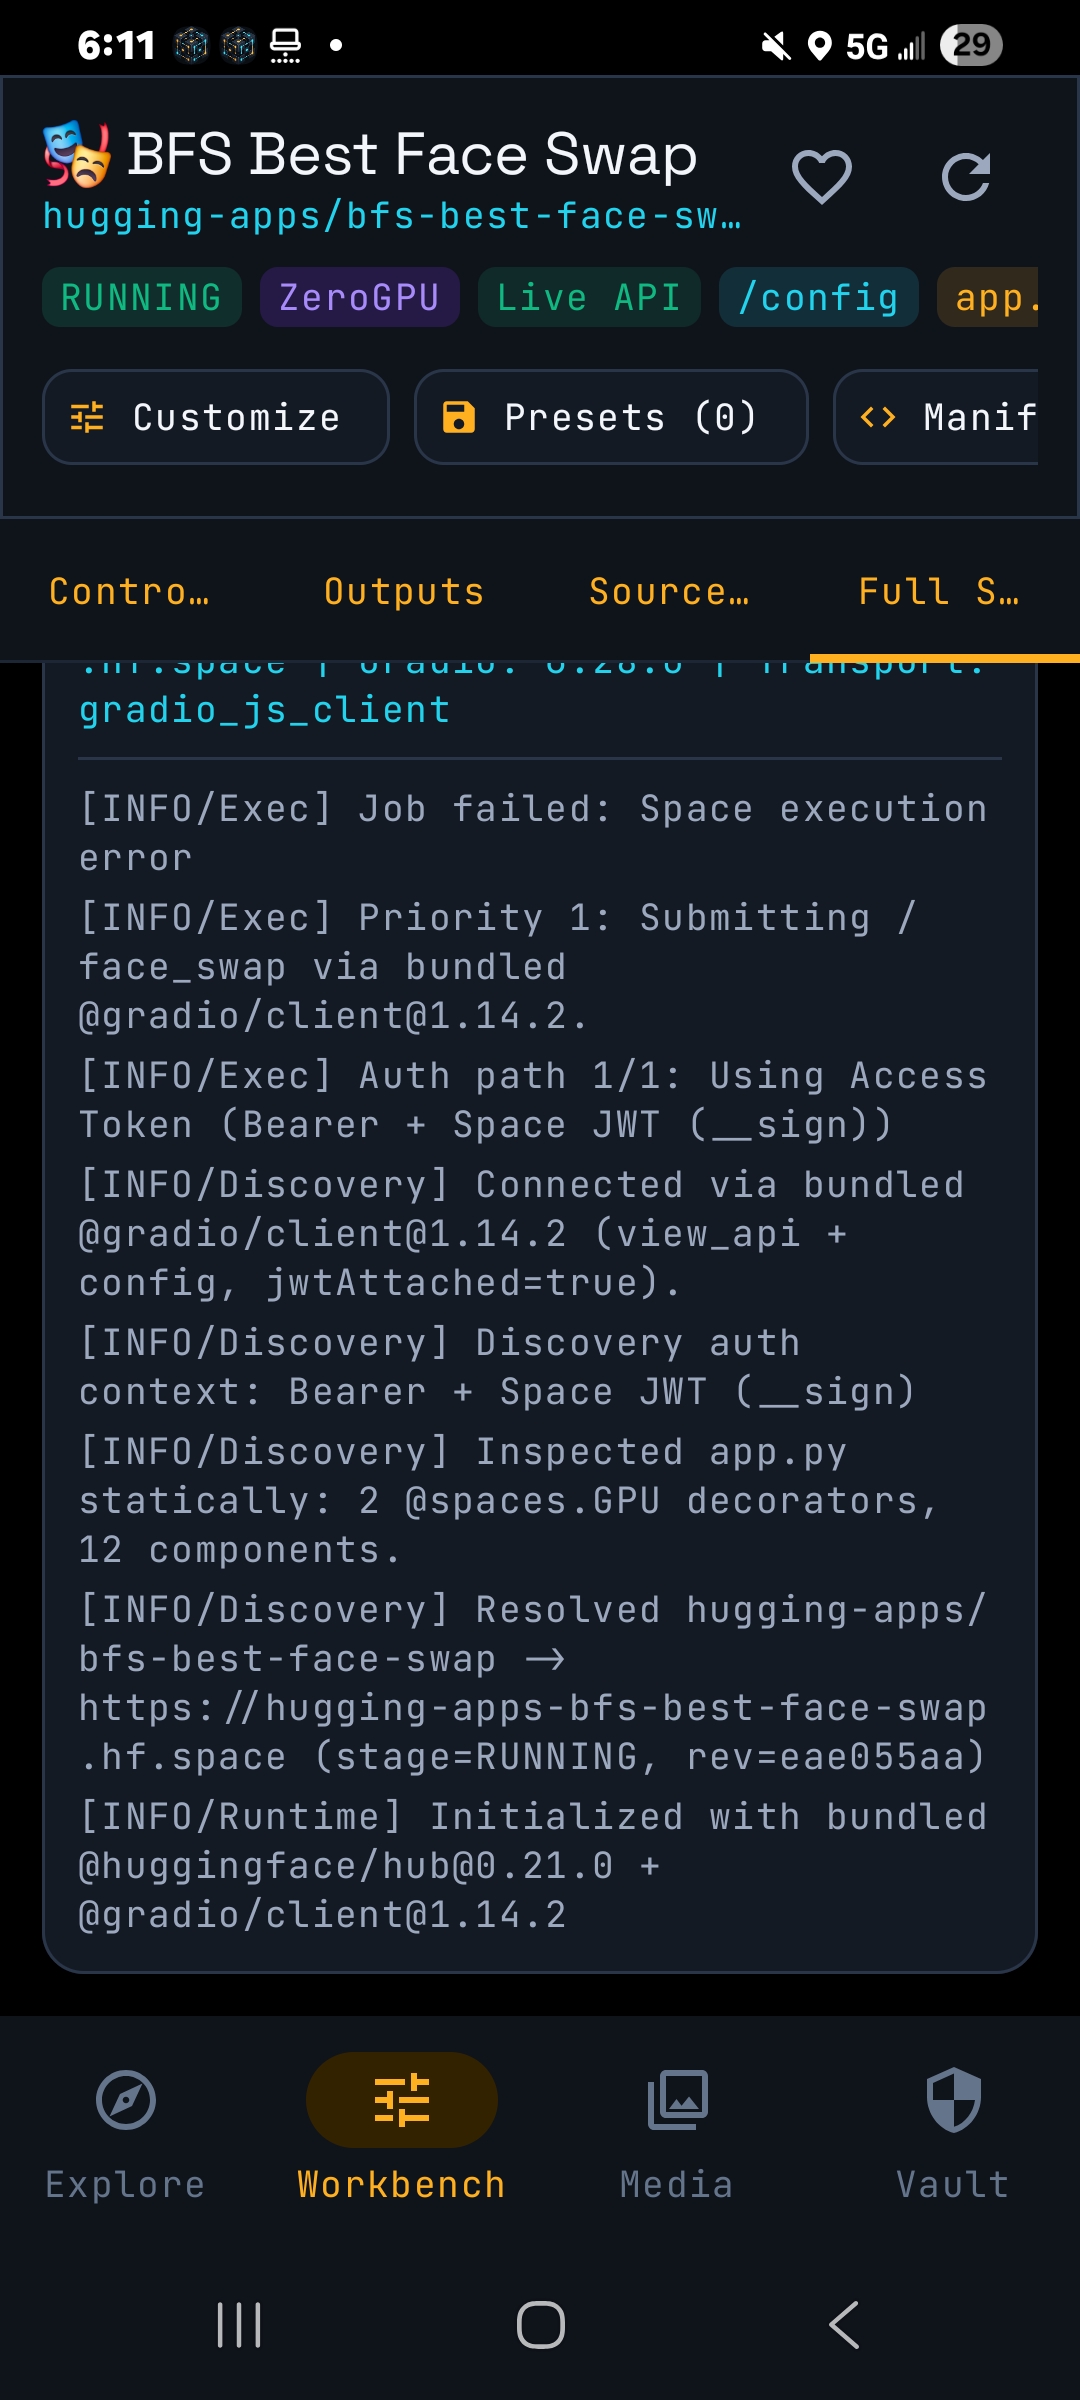 6:11
5G
29
BFS Best Face Swap
hugging-apps/bfs-best-face-sw…
RUNNING
ZeroGPU
Live API
/config
app.
Customize
Presets (0)
Manif
Contro…
Outputs
Source…
Full S…
.hf.space | Gradio: 6.28.0 | Transport:
gradio_js_client
[INFO/Exec] Job failed: Space execution
error
[INFO/Exec] Priority 1: Submitting /
face_swap via bundled
@gradio/client@1.14.2.
[INFO/Exec] Auth path 1/1: Using Access
Token (Bearer + Space JWT (__sign))
[INFO/Discovery] Connected via bundled
@gradio/client@1.14.2 (view_api +
config, jwtAttached=true).
[INFO/Discovery] Discovery auth
context: Bearer + Space JWT (__sign)
[INFO/Discovery] Inspected app.py
statically: 2 @spaces.GPU decorators,
12 components.
[INFO/Discovery] Resolved hugging-apps/
bfs-best-face-swap →
https://hugging-apps-bfs-best-face-swap
.hf.space (stage=RUNNING, rev=eae055aa)
[INFO/Runtime] Initialized with bundled
@huggingface/hub@0.21.0 +
@gradio/client@1.14.2
Explore
Workbench
Media
Vault